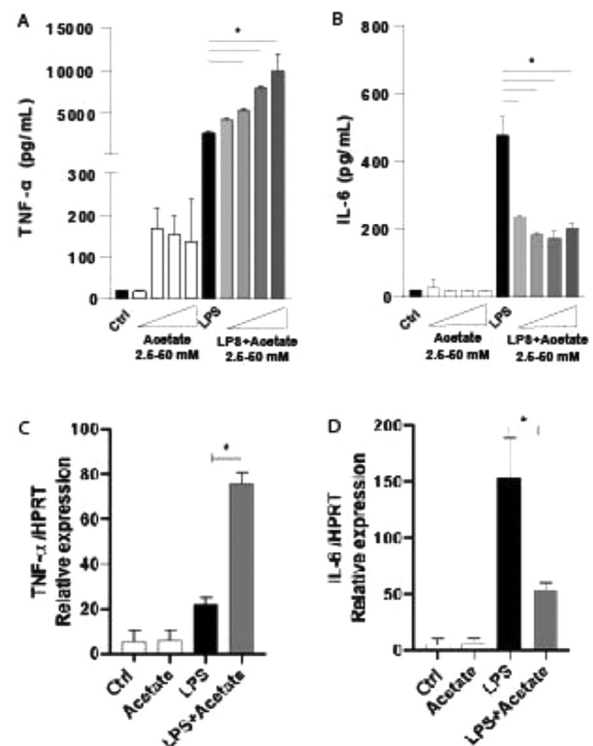 A
TNF-α (pg/mL)
15000
10000
5000
300
200
100
0
*
Ctrl
Acetate
2.5-50 mM
LPS
LPS+Acetate
2.5-50 mM
B
IL-6 (pg/mL)
800
600
400
200
0
*
Ctrl
Acetate
2.5-50 mM
LPS
LPS+Acetate
2.5-50 mM
C
TNF-α /HPRT
Relative expression
100
80
60
40
20
0
*
Ctrl
Acetate
LPS
LPS+Acetate
D
IL-6 /HPRT
Relative expression
200
150
100
50
0
*
Ctrl
Acetate
LPS
LPS+Acetate